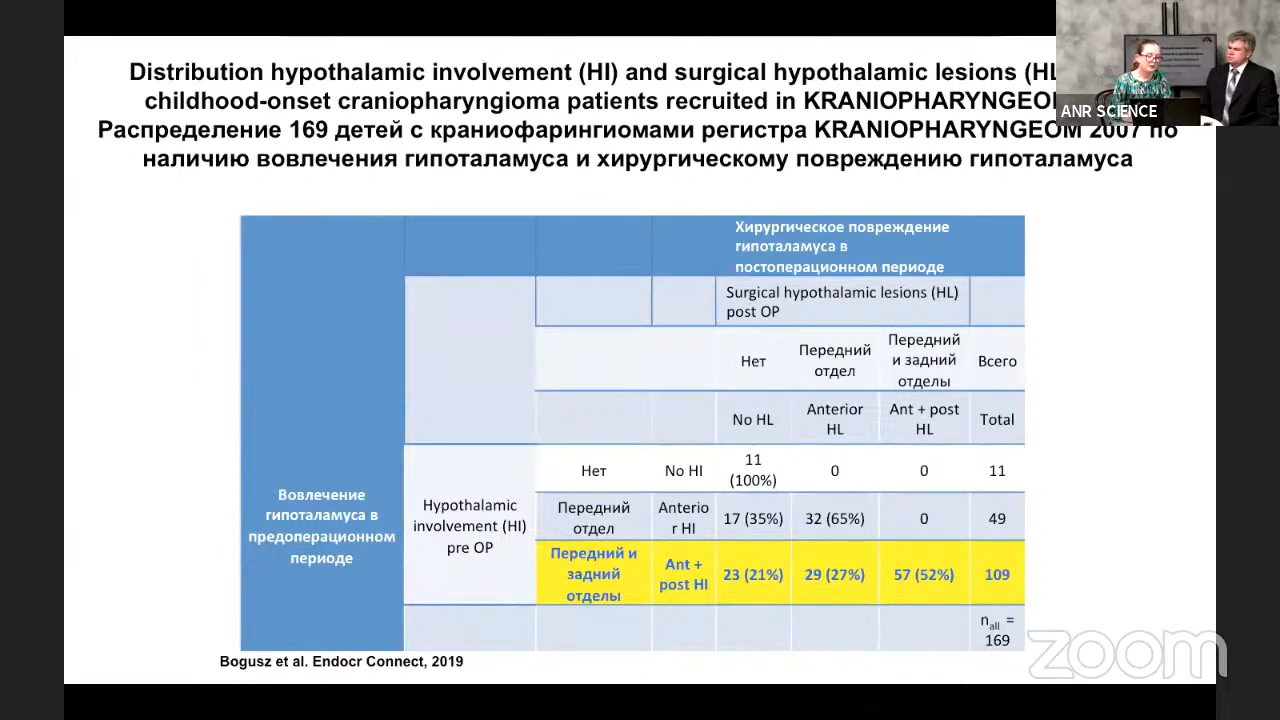 Distribution hypothalamic involvement (HI) and surgical hypothalamic lesions (HL
childhood-onset craniopharyngioma patients recruited in KRANIOPHARYNGEO
Распределение 169 детей с краниофарингиомами регистра KRANIOPHARYNGEOM 2007 по
наличию вовлечения гипоталамуса и хирургическому повреждению гипоталамуса
ANR SCIENCE
Хирургическое повреждение
гипоталамуса в
постоперационном периоде
Surgical hypothalamic lesions (HL)
post OP
Нет
Передний
отдел
Передний
и задний
отделы
Всего
No HL
Anterior
HL
Ant + post
HL
Total
Вовлечение
гипоталамуса в
предоперационном
периоде
Hypothalamic
involvement (HI)
pre OP
Нет
No HI
11
(100%)
0
0
11
Передний
отдел
Anterio
r HI
17 (35%)
32 (65%)
0
49
Передний и
задний
отделы
Ant +
post HI
23 (21%)
29 (27%)
57 (52%)
109
nall =
169
Bogusz et al. Endocr Connect, 2019
zoom